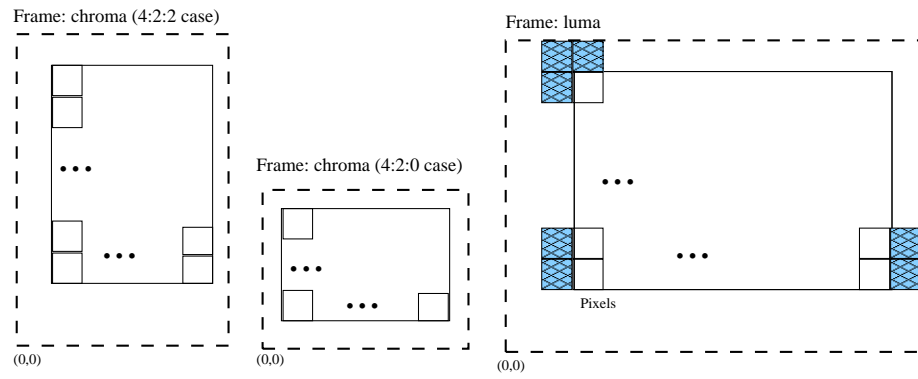 Frame: chroma (4:2:2 case)
Frame: luma
Frame: chroma (4:2:0 case)
Pixels
(0,0)
(0,0)
(0,0)